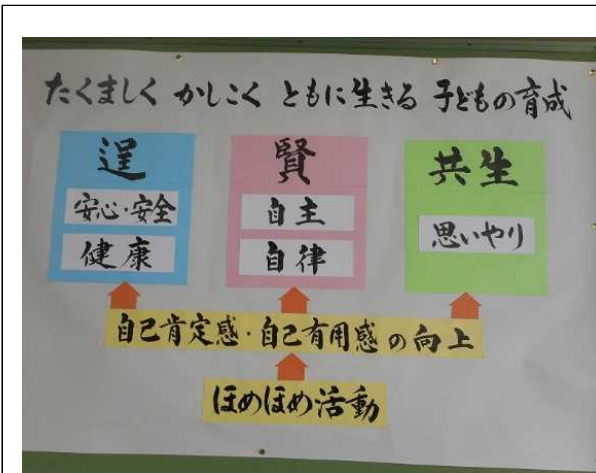 たくましく かしこく ともに生きる 子どもの育成
逞
安心・安全
健康
賢
自主
自律
共生
思いやり
自己肯定感・自己有用感の向上
ほめほめ活動